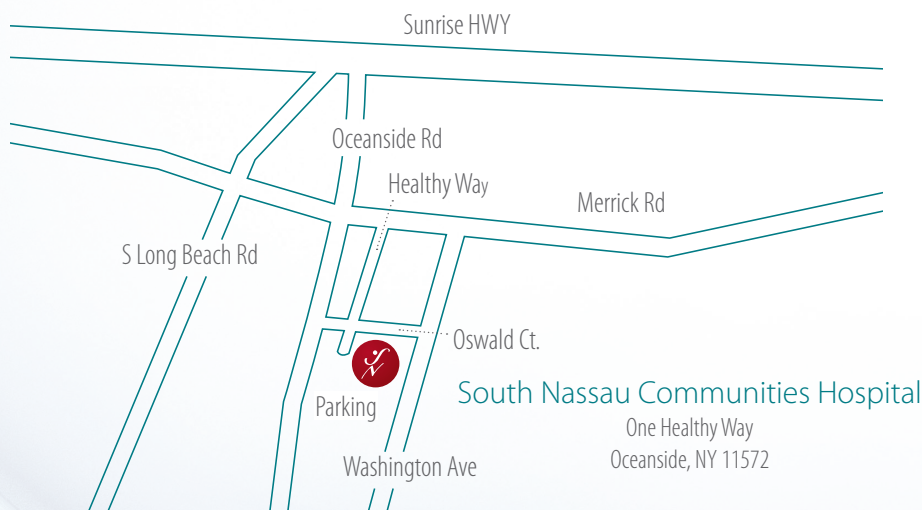 Sunrise HWY
Oceanside Rd
Healthy Way
Merrick Rd
S Long Beach Rd
Oswald Ct.
Parking
South Nassau Communities Hospital
One Healthy Way
Oceanside, NY 11572
Washington Ave